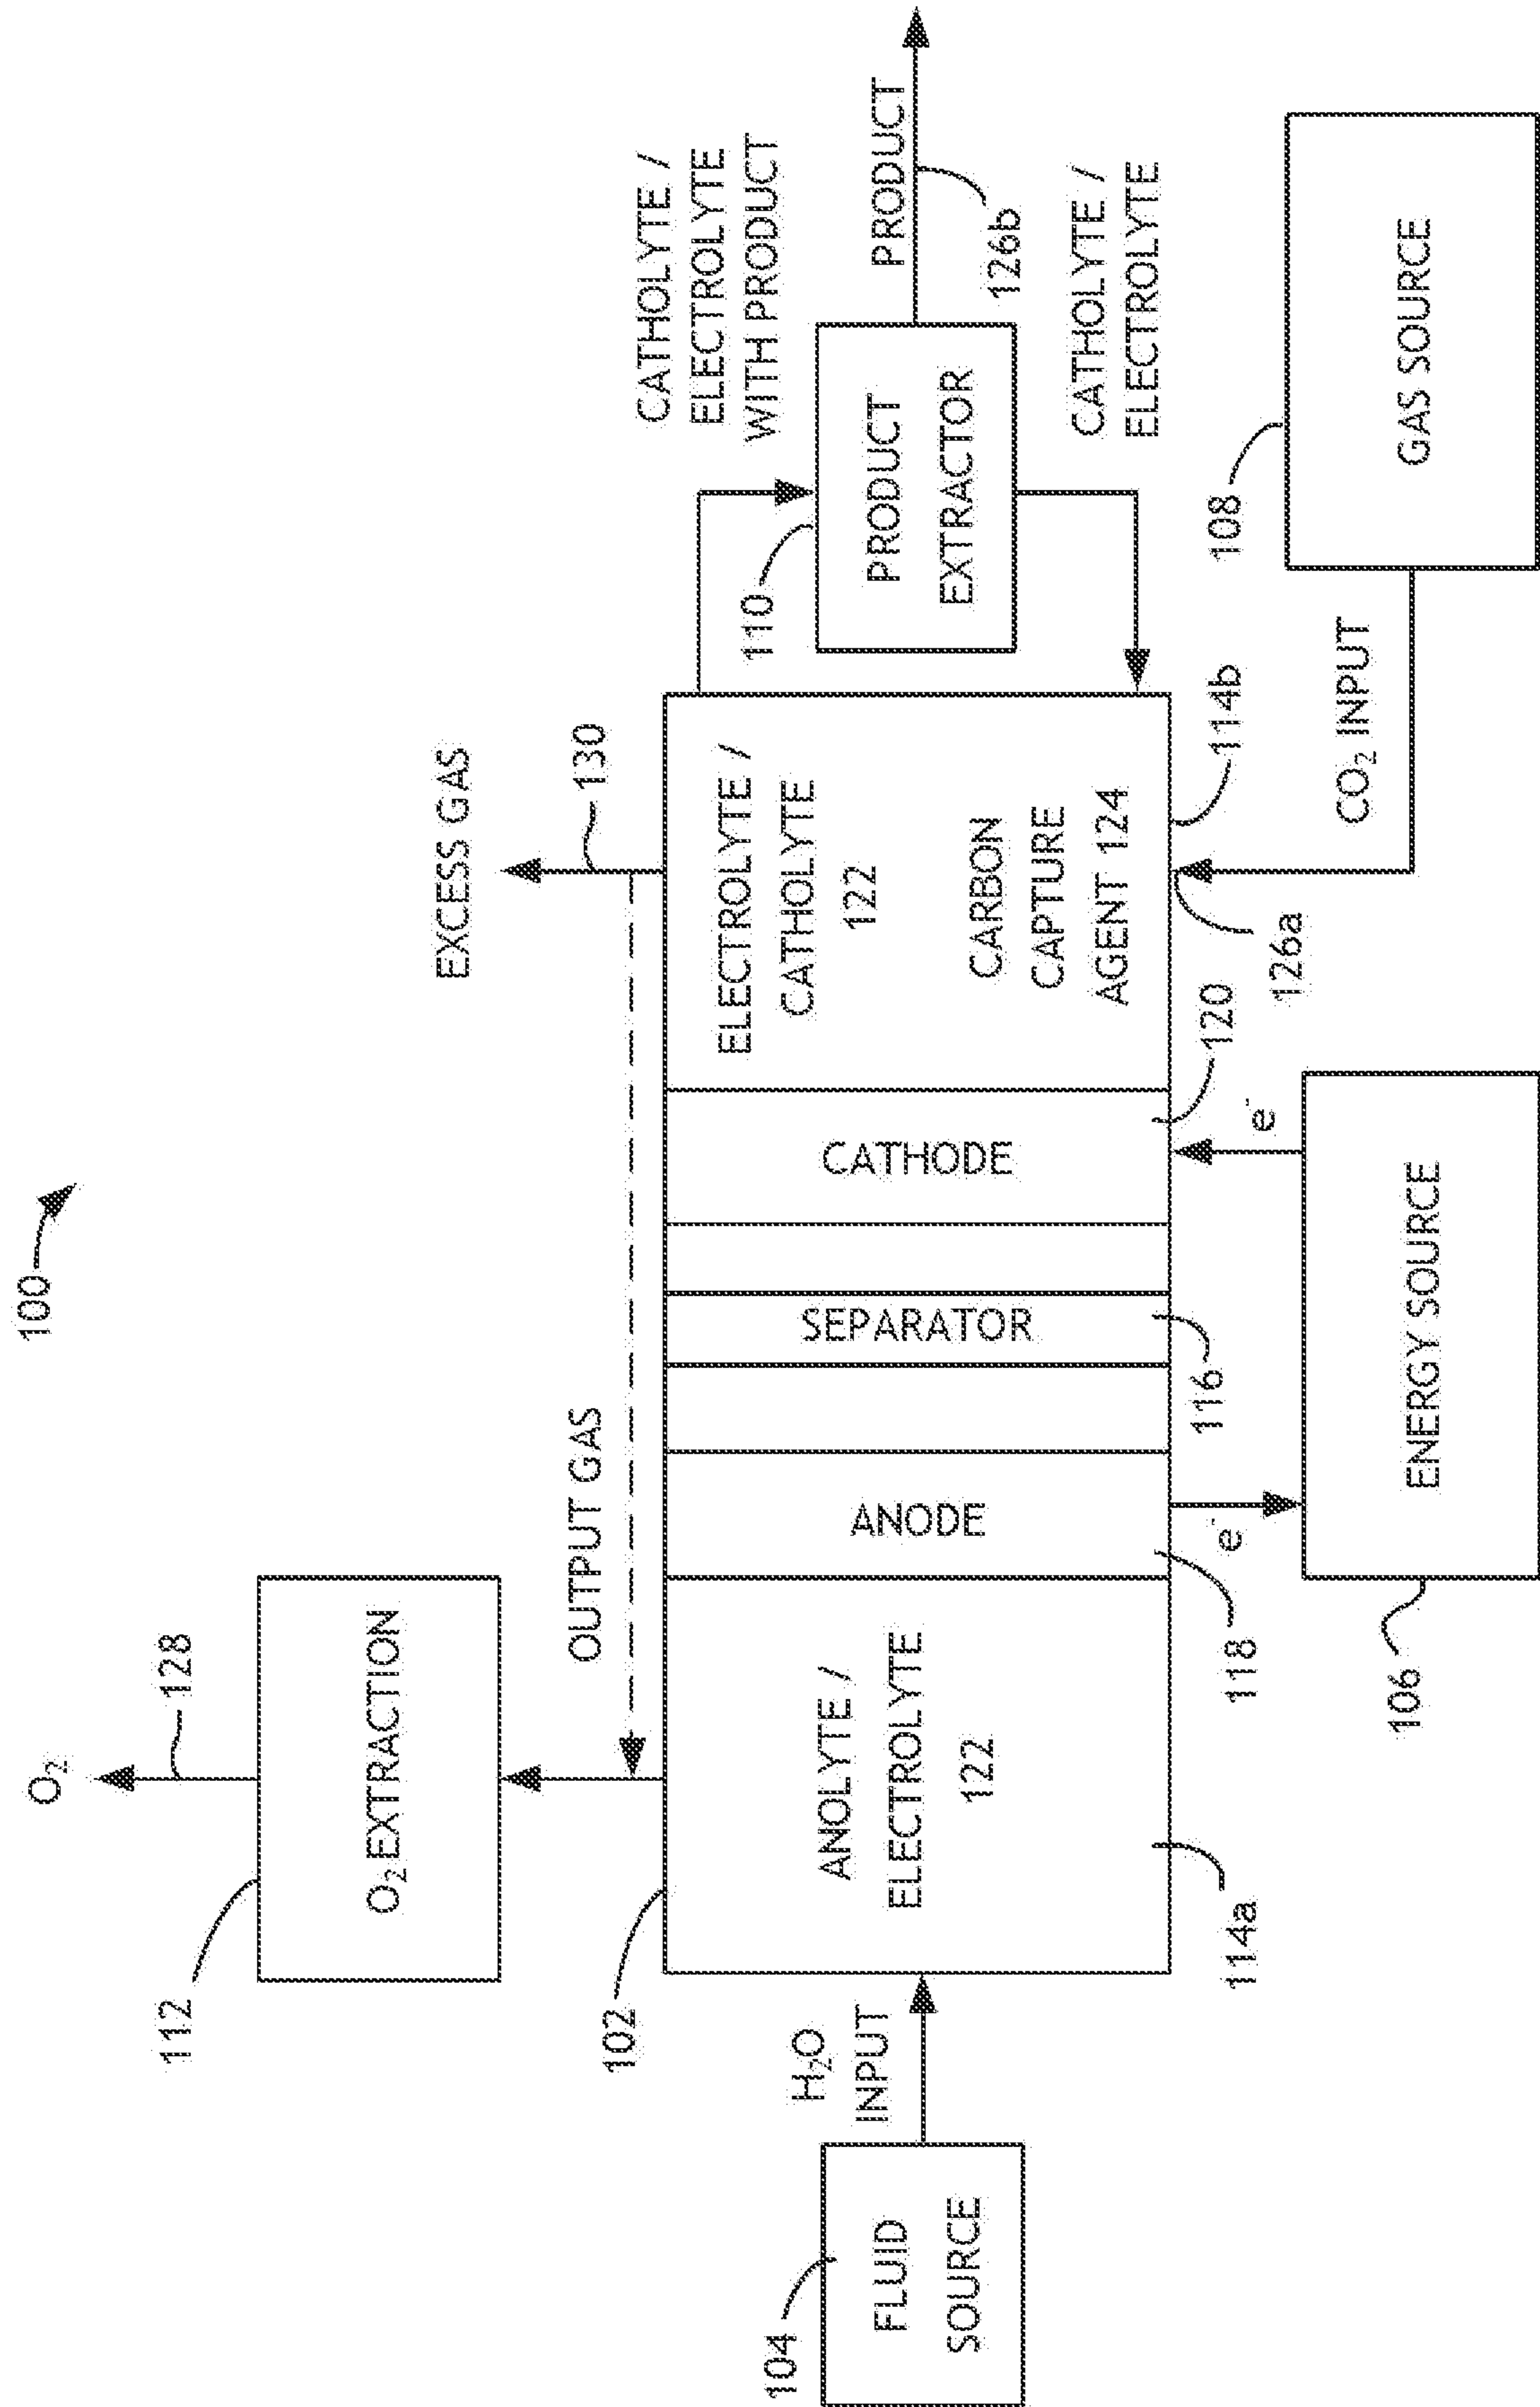 100
O₂
128
112
O₂ EXTRACTION
OUTPUT GAS
EXCESS GAS
130
102
104
FLUID
SOURCE
H₂O
INPUT
ANOLYTE /
ELECTROLYTE
122
114a
ANODE
118
SEPARATOR
116
CATHODE
120
ELECTROLYTE /
CATHOLYTE
122
CARBON
CAPTURE
AGENT 124
114b
126a
e⁻
e⁻
ENERGY SOURCE
106
CATHOLYTE /
ELECTROLYTE
WITH PRODUCT
110
PRODUCT
EXTRACTOR
PRODUCT
126b
CATHOLYTE /
ELECTROLYTE
CO₂ INPUT
108
GAS SOURCE